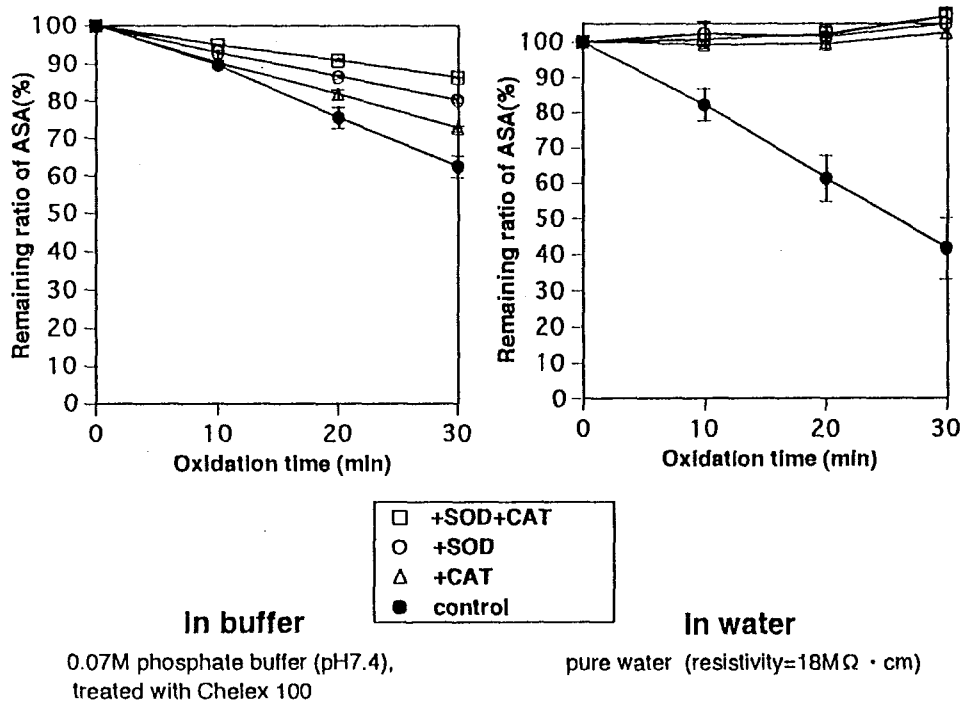 Remaining ratio of ASA(%)
100
90
80
70
60
50
40
30
20
10
0
0 10 20 30
Oxidation time (min)
Remaining ratio of ASA(%)
100
90
80
70
60
50
40
30
20
10
0
0 10 20 30
Oxidation time (min)
+SOD+CAT
+SOD
+CAT
control
In buffer
0.07M phosphate buffer (pH7.4),
treated with Chelex 100
In water
pure water (resistivity=18MΩ・cm)